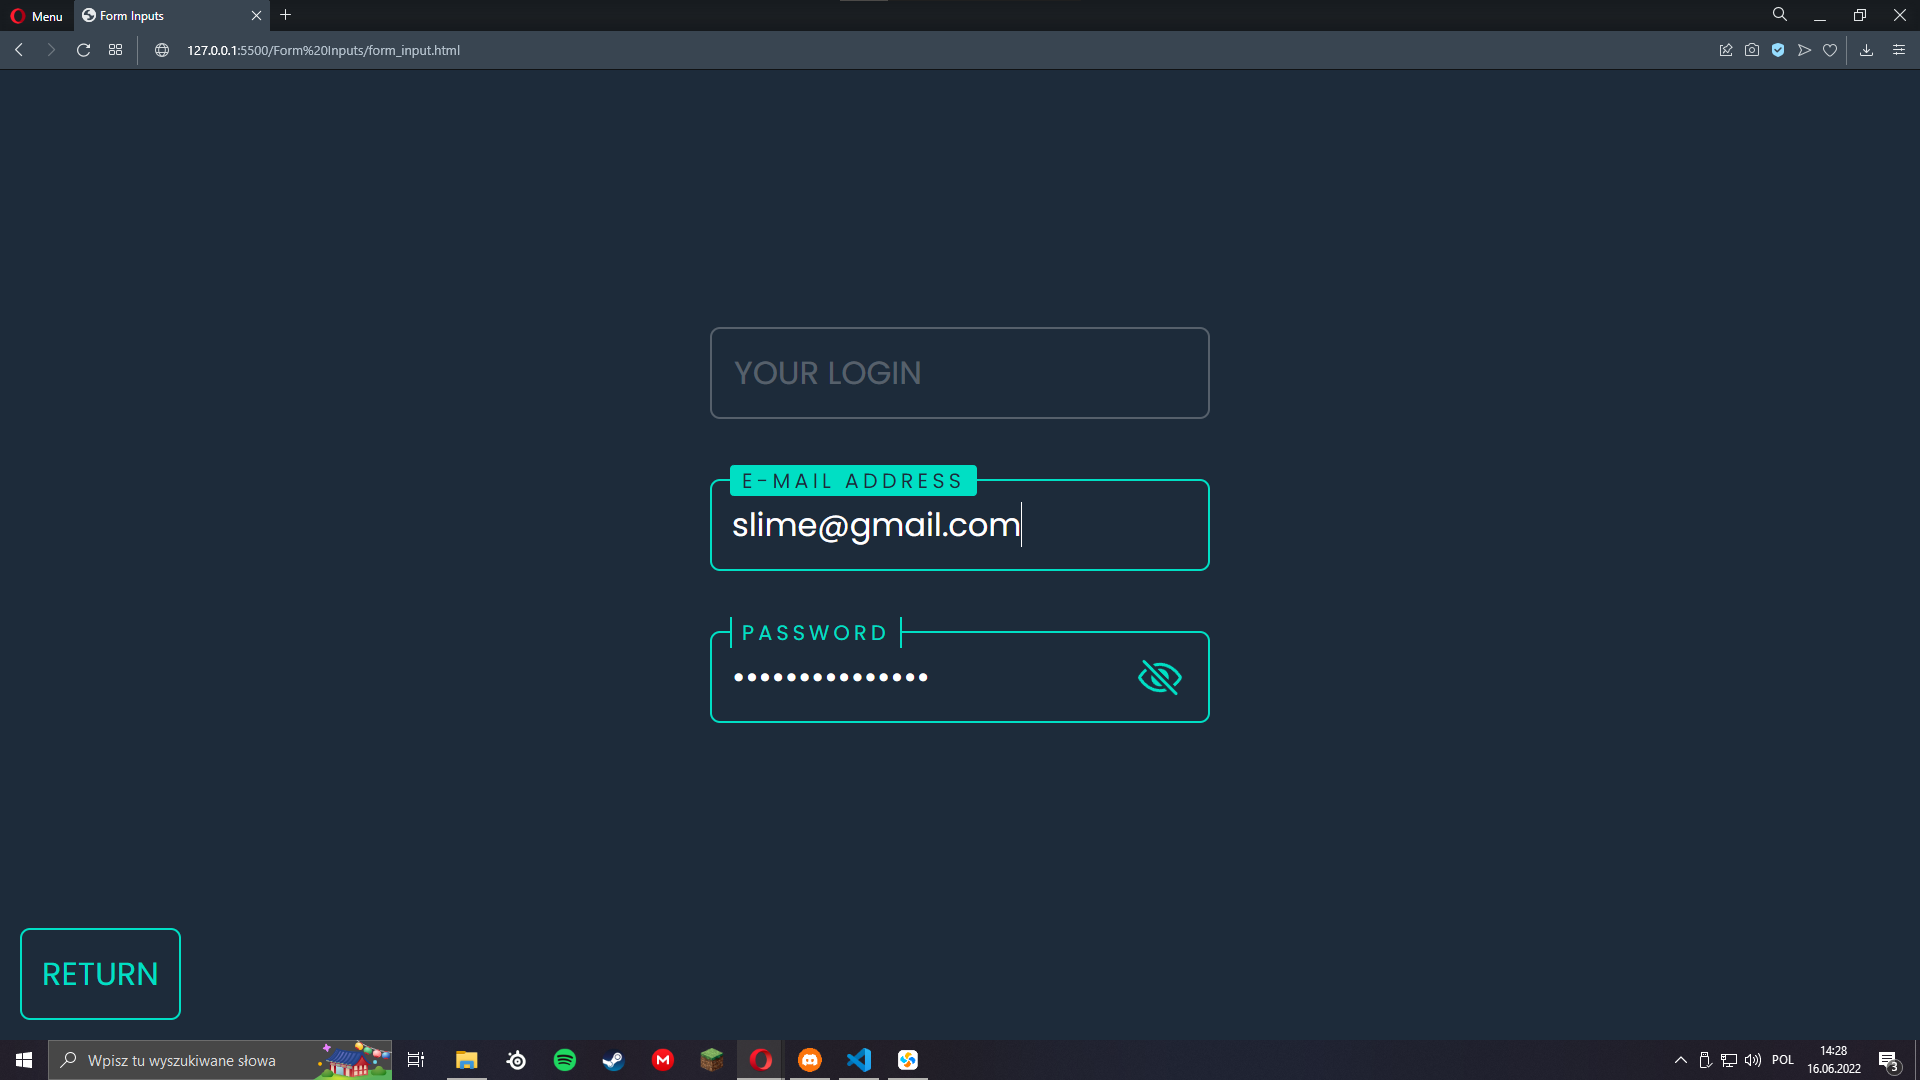 Menu
Form Inputs
127.0.0.1:5500/Form%20Inputs/form_input.html
YOUR LOGIN
E-MAIL ADDRESS
slime@gmail.com
PASSWORD
•••••••••••••••
RETURN
Wpisz tu wyszukiwane słowa
POL
14:28
16.06.2022
3